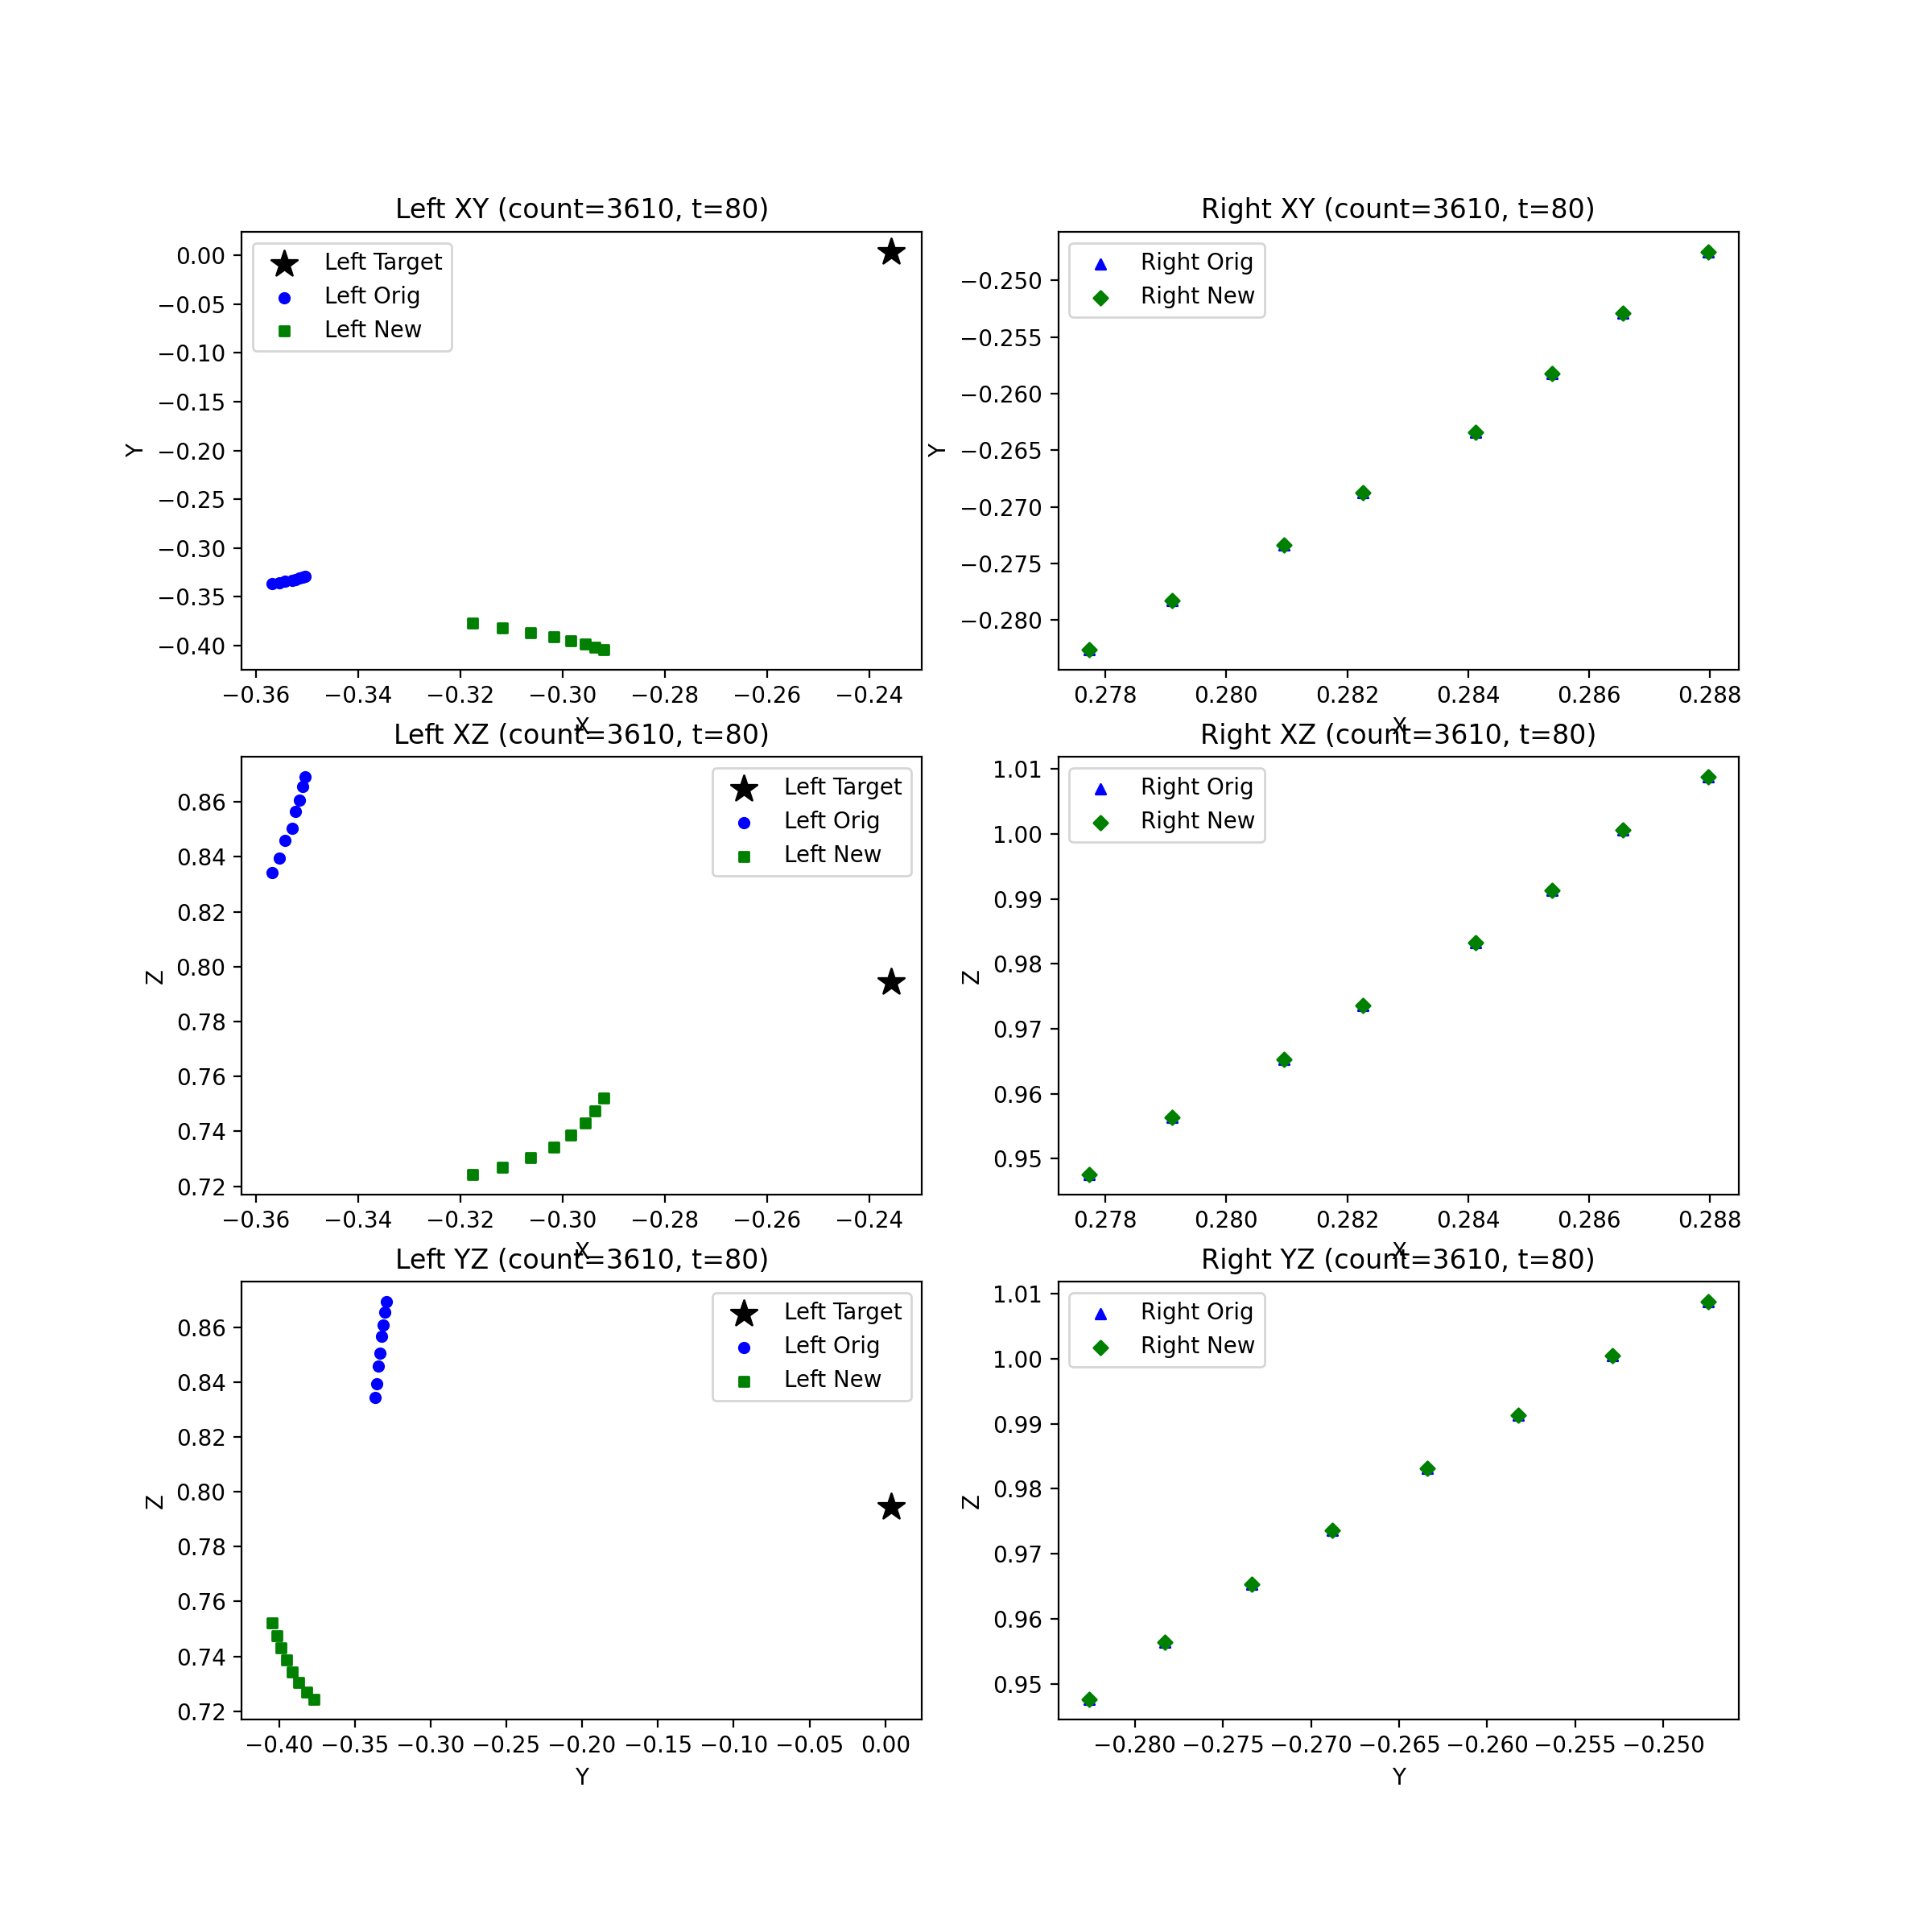 Left XY (count=3610, t=80)
Left Target
Left Orig
Left New
0.00
−0.05
−0.10
−0.15
−0.20
−0.25
−0.30
−0.35
−0.40
Y
−0.36 −0.34 −0.32 −0.30 −0.28 −0.26 −0.24
X
Right XY (count=3610, t=80)
Right Orig
Right New
−0.250
−0.255
−0.260
−0.265
−0.270
−0.275
−0.280
Y
0.278 0.280 0.282 0.284 0.286 0.288
X
Left XZ (count=3610, t=80)
Left Target
Left Orig
Left New
0.86
0.84
0.82
0.80
0.78
0.76
0.74
0.72
Z
−0.36 −0.34 −0.32 −0.30 −0.28 −0.26 −0.24
X
Right XZ (count=3610, t=80)
Right Orig
Right New
1.01
1.00
0.99
0.98
0.97
0.96
0.95
Z
0.278 0.280 0.282 0.284 0.286 0.288
X
Left YZ (count=3610, t=80)
Left Target
Left Orig
Left New
0.86
0.84
0.82
0.80
0.78
0.76
0.74
0.72
Z
−0.40 −0.35 −0.30 −0.25 −0.20 −0.15 −0.10 −0.05 0.00
Y
Right YZ (count=3610, t=80)
Right Orig
Right New
1.01
1.00
0.99
0.98
0.97
0.96
0.95
Z
−0.280 −0.275 −0.270 −0.265 −0.260 −0.255 −0.250
Y